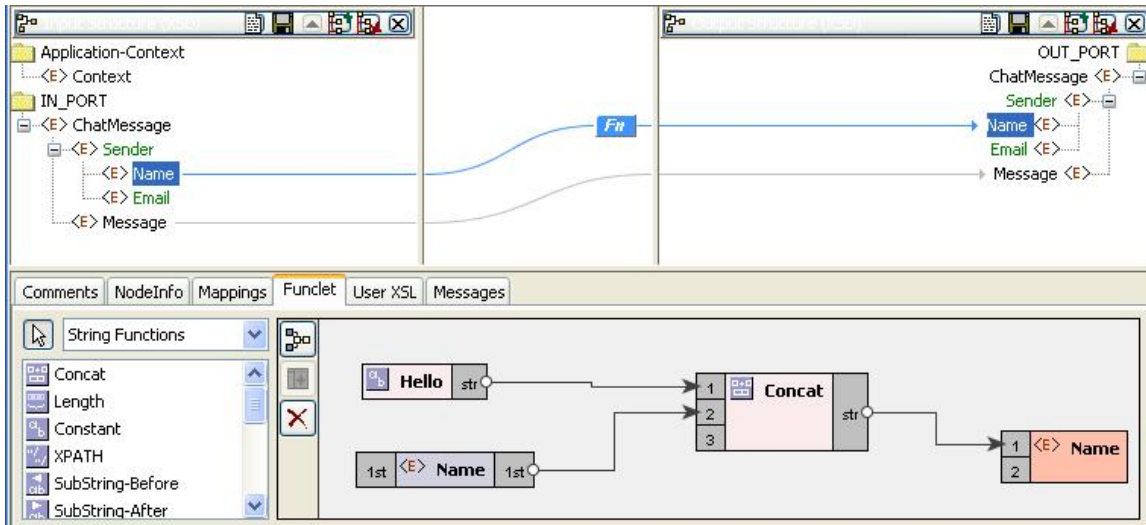 Application-Context
<E> Context
IN_PORT
<E> ChatMessage
<E> Sender
<E> Name
<E> Email
<E> Message
Fn
OUT_PORT
ChatMessage <E>
Sender <E>
Name <E>
Email <E>
Message <E>
Comments NodeInfo Mappings Funclet User XSL Messages
String Functions
Concat
Length
Constant
XPATH
SubString-Before
SubString-After
Hello str
1st <E> Name 1st
1 Concat
2 str
3
1 <E> Name
2